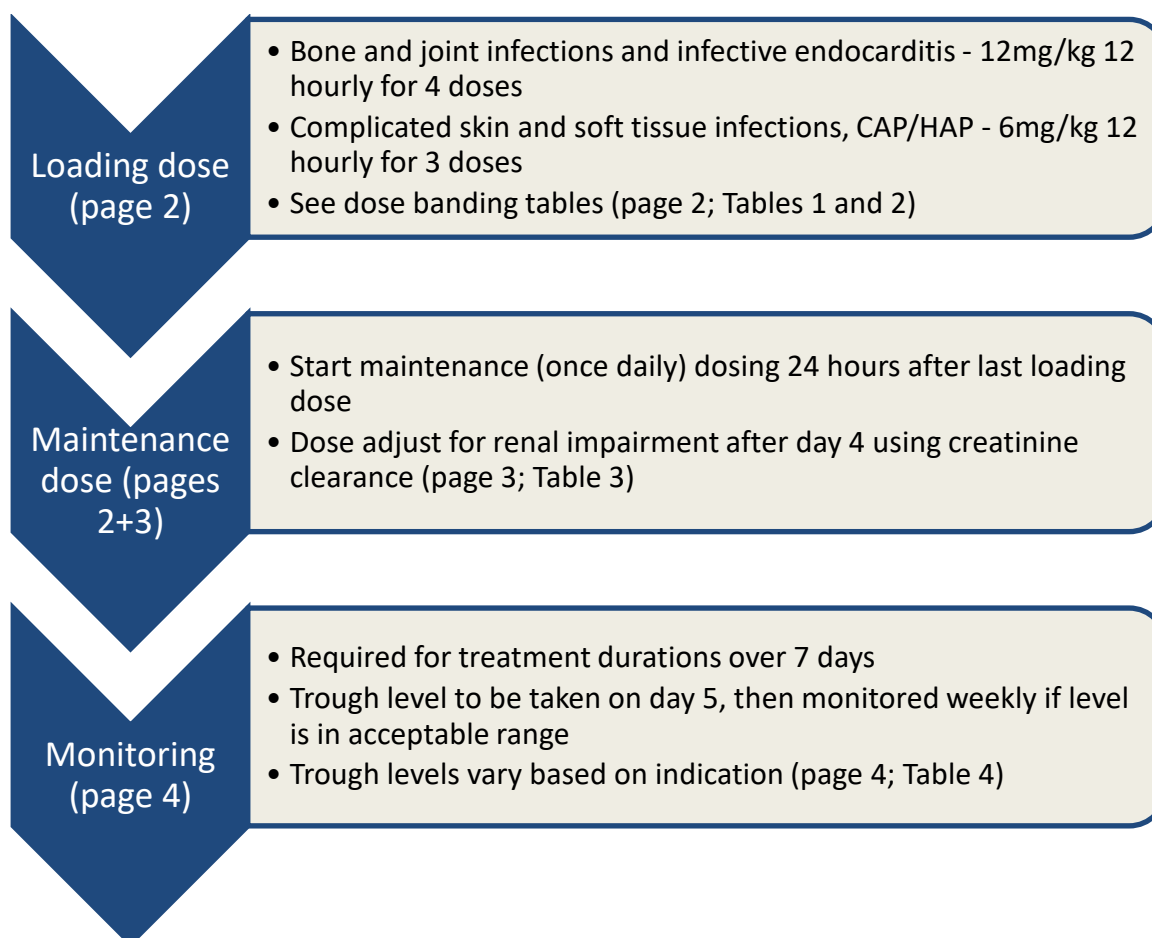 Loading dose
(page 2)
• Bone and joint infections and infective endocarditis - 12mg/kg 12
hourly for 4 doses
• Complicated skin and soft tissue infections, CAP/HAP - 6mg/kg 12
hourly for 3 doses
• See dose banding tables (page 2; Tables 1 and 2)
Maintenance
dose (pages
2+3)
• Start maintenance (once daily) dosing 24 hours after last loading
dose
• Dose adjust for renal impairment after day 4 using creatinine
clearance (page 3; Table 3)
Monitoring
(page 4)
• Required for treatment durations over 7 days
• Trough level to be taken on day 5, then monitored weekly if level
is in acceptable range
• Trough levels vary based on indication (page 4; Table 4)